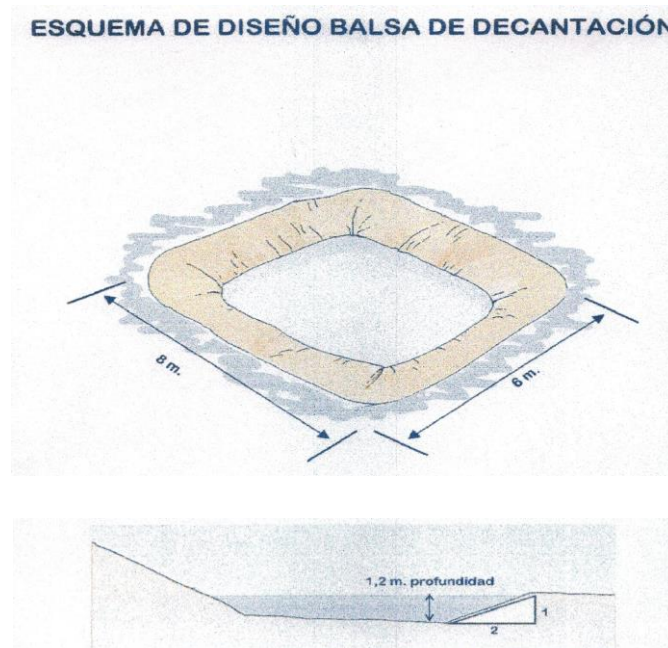 ESQUEMA DE DISEÑO BALSA DE DECANTACIÓN
8 m.
6 m.
1,2 m. profundidad
1
2